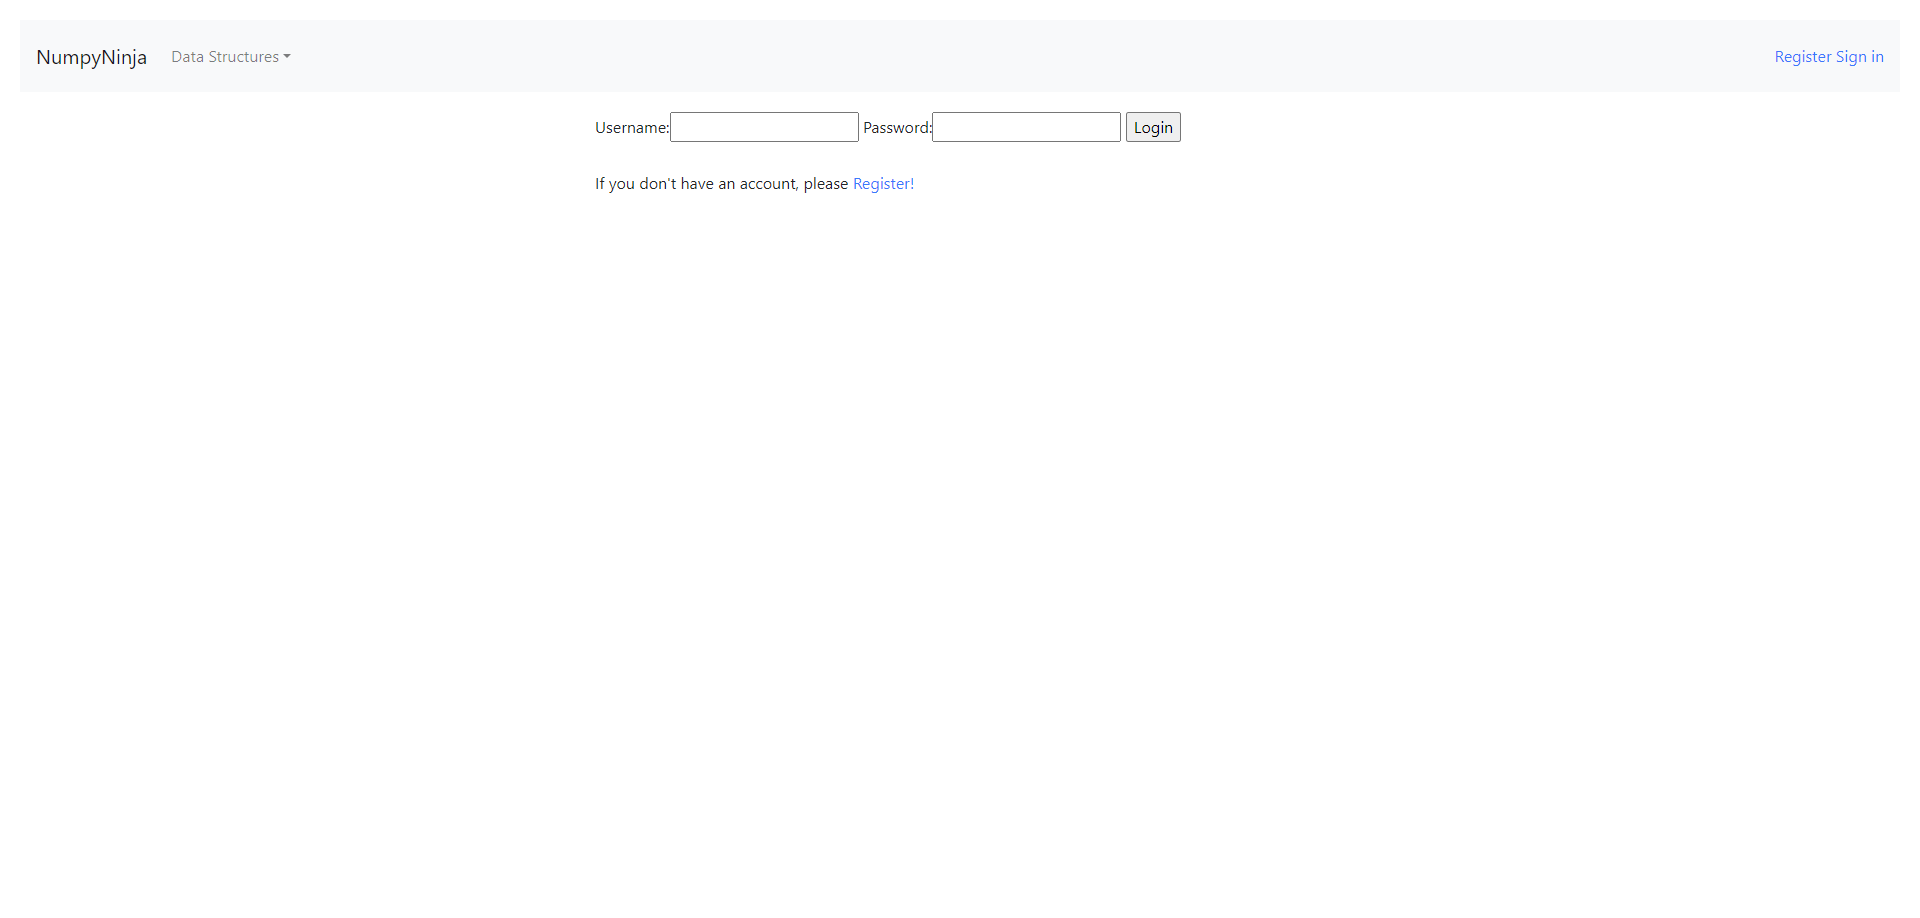 NumpyNinja Data Structures Register Sign in
Username: Password: Login
If you don't have an account, please Register!